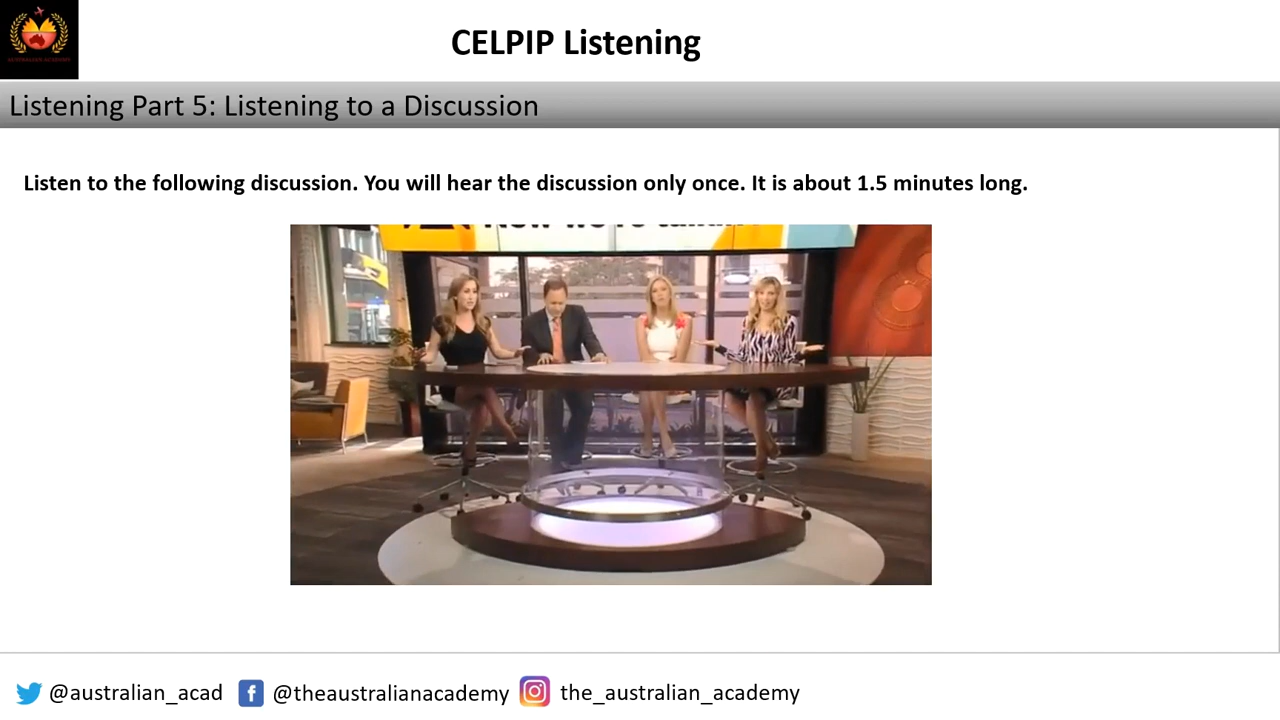 CELPIP Listening
Listening Part 5: Listening to a Discussion
Listen to the following discussion. You will hear the discussion only once. It is about 1.5 minutes long.
@australian_acad @theaustralianacademy the_australian_academy